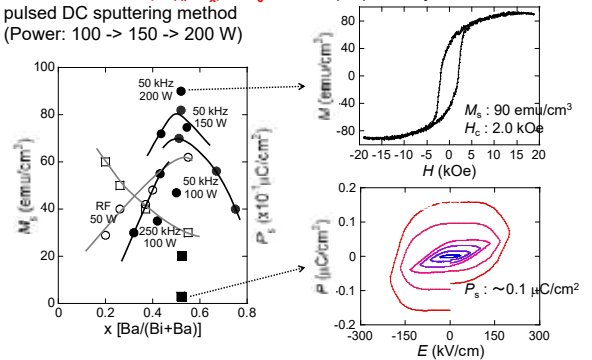 pulsed DC sputtering method
(Power: 100 -> 150 -> 200 W)
100
80
60
40
20
0
Ms (emu/cm²)
Ps (x10⁻¹μC/cm²)
50 kHz
200 W
50 kHz
150 W
50 kHz
100 W
RF
50 W
250 kHz
100 W
0 0.2 0.4 0.6 0.8
x [Ba/(Bi+Ba)]
80
40
0
-40
-80
M (emu/cm³)
Ms : 90 emu/cm³
Hc : 2.0 kOe
-20 -15 -10 -5 0 5 10 15 20
H (kOe)
0.2
0.1
0
-0.1
-0.2
P (μC/cm²)
Ps : ～0.1 μC/cm²
-300 -150 0 150 300
E (kV/cm)